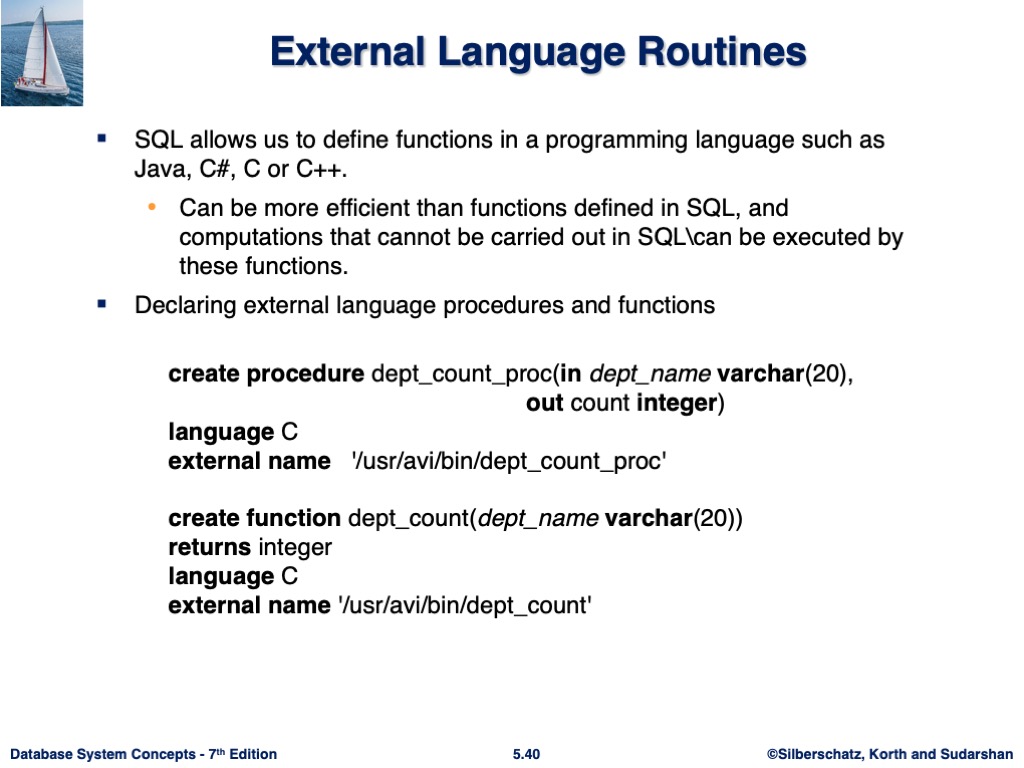 External Language Routines
▪ SQL allows us to define functions in a programming language such as
Java, C#, C or C++.
• Can be more efficient than functions defined in SQL, and
computations that cannot be carried out in SQL\can be executed by
these functions.
▪ Declaring external language procedures and functions
create procedure dept_count_proc(in dept_name varchar(20),
out count integer)
language C
external name '/usr/avi/bin/dept_count_proc'
create function dept_count(dept_name varchar(20))
returns integer
language C
external name '/usr/avi/bin/dept_count'
Database System Concepts - 7th Edition 5.40 ©Silberschatz, Korth and Sudarshan